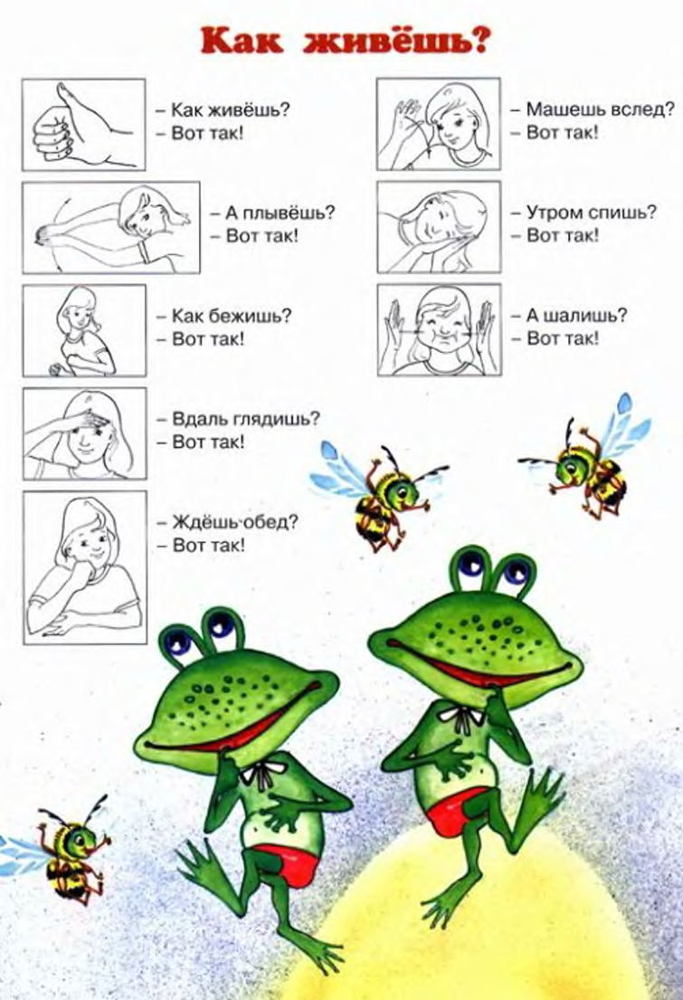 Как живёшь?
– Как живёшь?
– Вот так!
– А плывёшь?
– Вот так!
– Как бежишь?
– Вот так!
– Вдаль глядишь?
– Вот так!
– Ждёшь обед?
– Вот так!
– Машешь вслед?
– Вот так!
– Утром спишь?
– Вот так!
– А шалишь?
– Вот так!